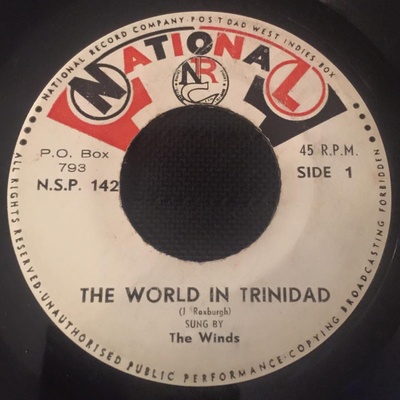 NATIONAL RECORD COMPANY POST DAD WEST INDIES BOX
NATIONAL
NRC
P.O. Box
793
N.S.P. 142
45 R.P.M.
SIDE 1
THE WORLD IN TRINIDAD
(J Roxburgh)
SUNG BY
The Winds
ALL RIGHTS RESERVED-UNAUTHORISED PUBLIC PERFORMANCE-COPYING BROADCASTING FORBIDDEN